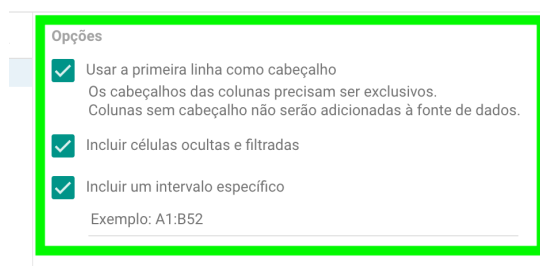 Opções
Usar a primeira linha como cabeçalho
Os cabeçalhos das colunas precisam ser exclusivos.
Colunas sem cabeçalho não serão adicionadas à fonte de dados.
Incluir células ocultas e filtradas
Incluir um intervalo específico
Exemplo: A1:B52